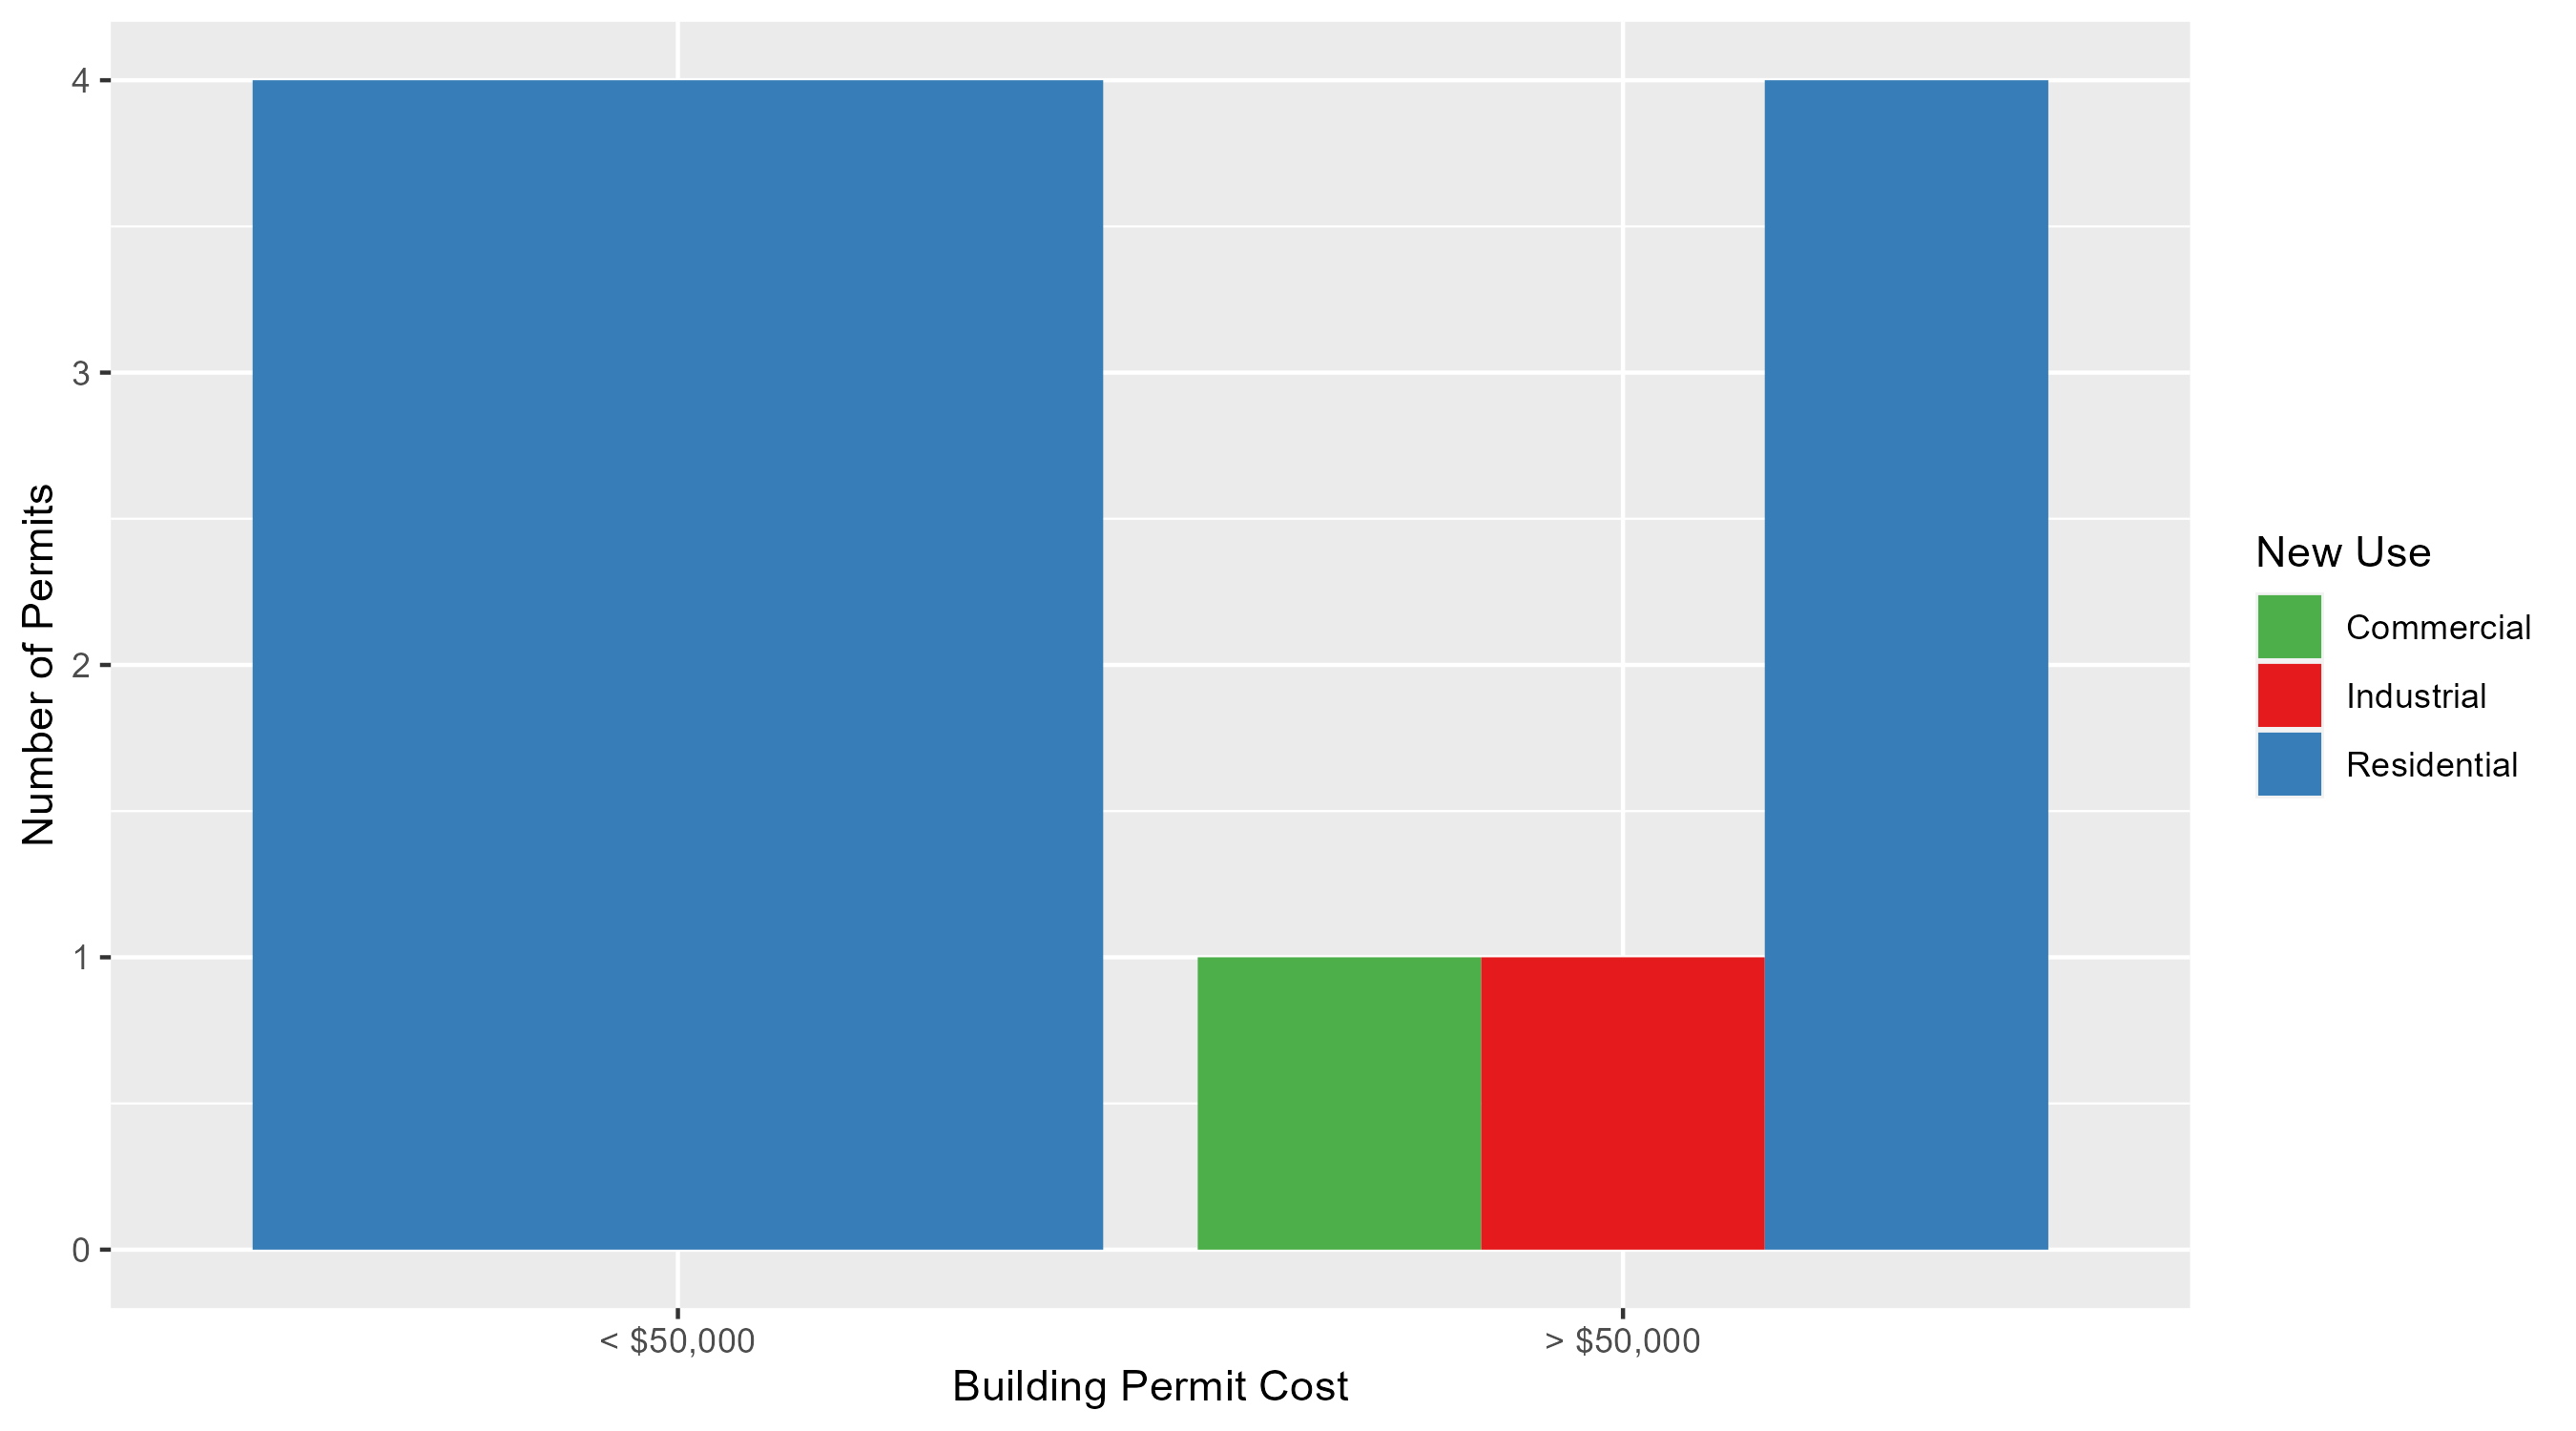 4
3
2
1
0
Number of Permits
< $50,000
> $50,000
Building Permit Cost
New Use
Commercial
Industrial
Residential